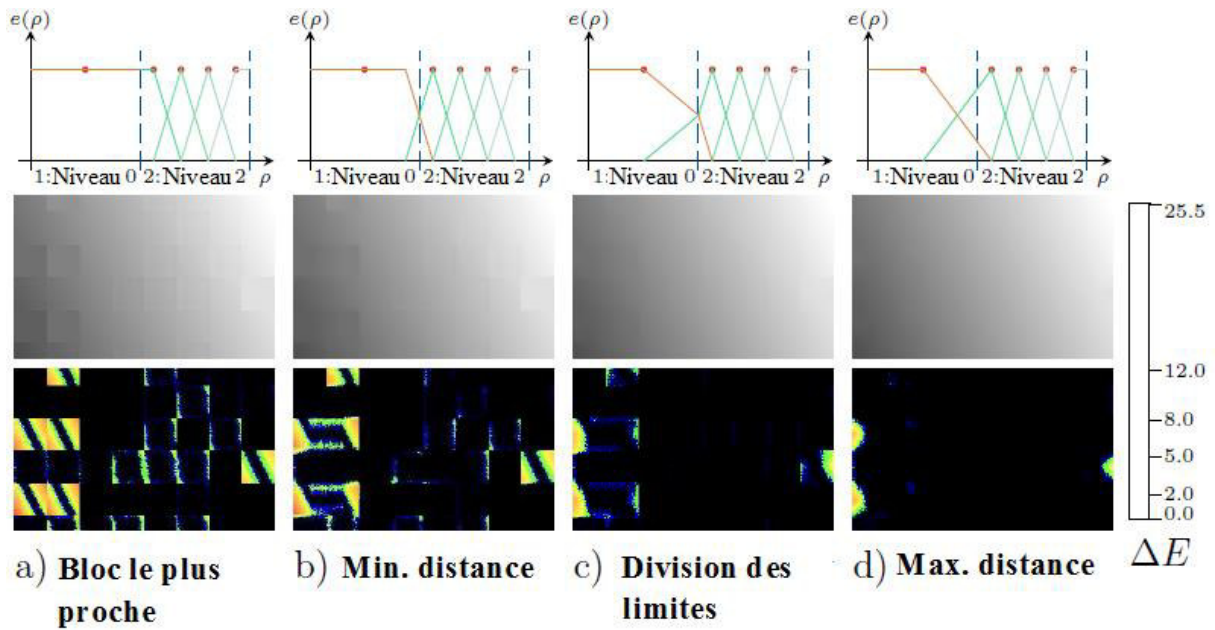 e(ρ) e(ρ) e(ρ) e(ρ)
1:Niveau 0 2:Niveau 2 ρ 1:Niveau 0 2:Niveau 2 ρ 1:Niveau 0 2:Niveau 2 ρ 1:Niveau 0 2:Niveau 2 ρ
25.5
12.0
8.0
5.0
2.0
0.0
ΔE
a) Bloc le plus
proche
b) Min. distance
c) Division des
limites
d) Max. distance